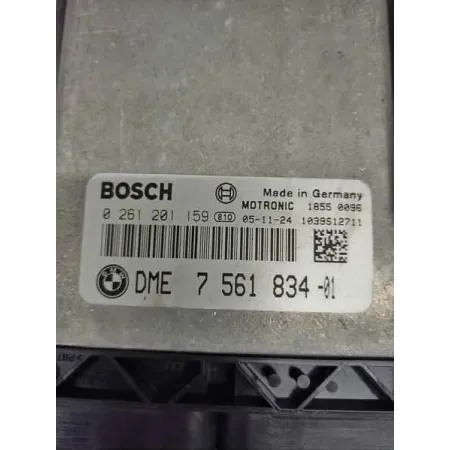 BOSCH Made in Germany
MOTRONIC 1855 0096
0 261 201 159 810 05-11-24 1039S12711
BMW DME 7 561 834 -01